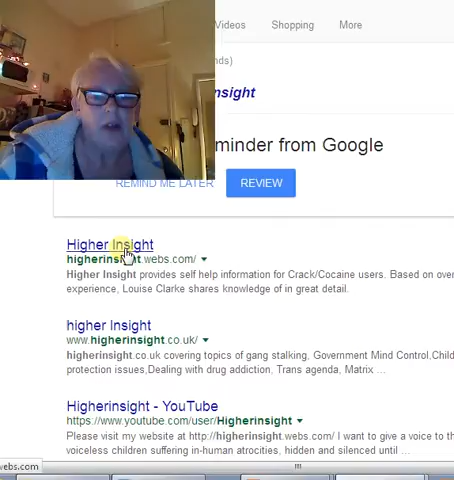 Videos Shopping More
nds)
nsight
minder from Google
REMIND ME LATER REVIEW
Higher Insight
higherinsight.webs.com/
Higher Insight provides self help information for Crack/Cocaine users. Based on over
experience, Louise Clarke shares knowledge of in great detail.
higher Insight
www.higherinsight.co.uk/
higherinsight.co.uk covering topics of gang stalking, Government Mind Control,Child
protection issues,Dealing with drug addiction, Trans agenda, Matrix ...
Higherinsight - YouTube
https://www.youtube.com/user/Higherinsight
Please visit my website at http://higherinsight.webs.com/ I want to give a voice to th
voiceless children suffering in-human atrocities, hidden and silenced until ...
webs.com